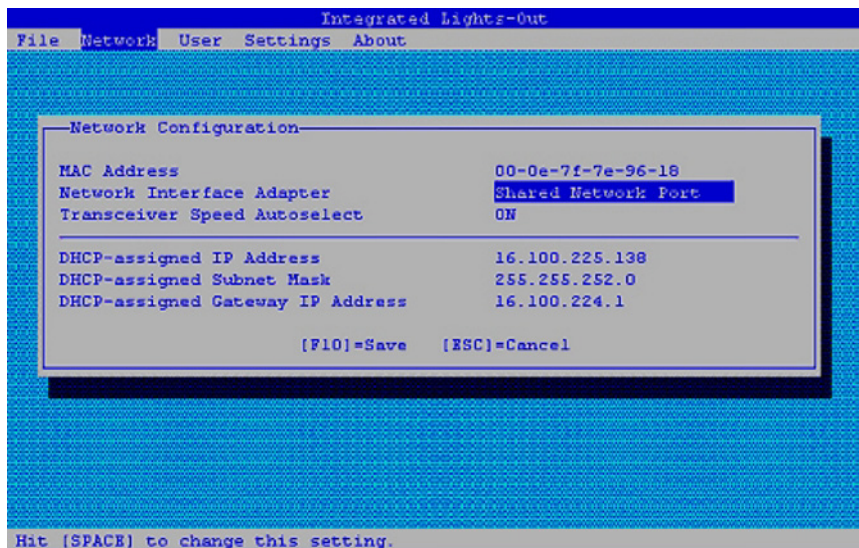 Integrated Lights-Out
File Network User Settings About
Network Configuration
MAC Address 00-0e-7f-7e-96-18
Network Interface Adapter Shared Network Port
Transceiver Speed Autoselect ON
DHCP-assigned IP Address 16.100.225.138
DHCP-assigned Subnet Mask 255.255.252.0
DHCP-assigned Gateway IP Address 16.100.224.1
[F10]=Save [ESC]=Cancel
Hit [SPACE] to change this setting.